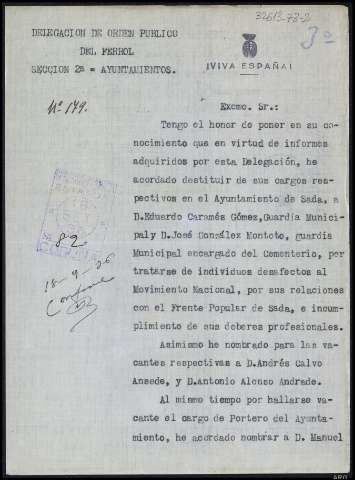 32613-78-2
3º
DELEGACION DE ORDEN PUBLICO
DEL FERROL
SECCION 2ª = AYUNTAMIENTOS.
¡VIVA ESPAÑA!
Nº 179.
Excmo. Sr.:
Tengo el honor de poner en su co-
nocimiento que en virtud de informes
adquiridos por esta Delegación, he
acordado destituir de sus cargos res-
pectivos en el Ayuntamiento de Sada, a
D.Eduardo Caramés Gómez,Guardia Munici-
pal y D.José González Montoto, guardia
Municipal encargado del Cementerio, por
tratarse de individuos desafectos al
Movimiento Nacional, por sus relaciones
con el Frente Popular de Sada, e incum-
plimiento de sus deberes profesionales.
82
18-9-36
Conforme
Asimismo he nombrado para las va-
cantes respectivas a D.Andrés Calvo
Ansede, y D.Antonio Alonso Andrade.
Al mismo tiempo por hallarse va-
cante el cargo de Portero del Ayunta-
miento, he acordado nombrar a D. Manuel